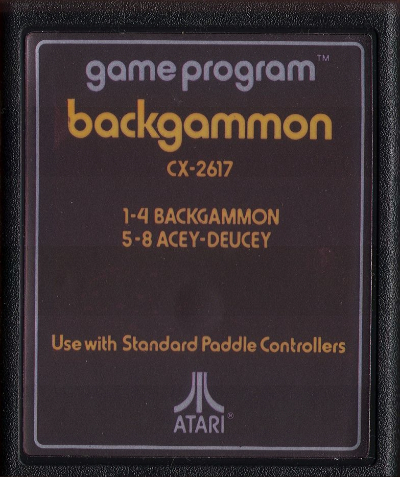 game program™
backgammon
CX-2617
1-4 BACKGAMMON
5-8 ACEY-DEUCEY
Use with Standard Paddle Controllers
ATARI®